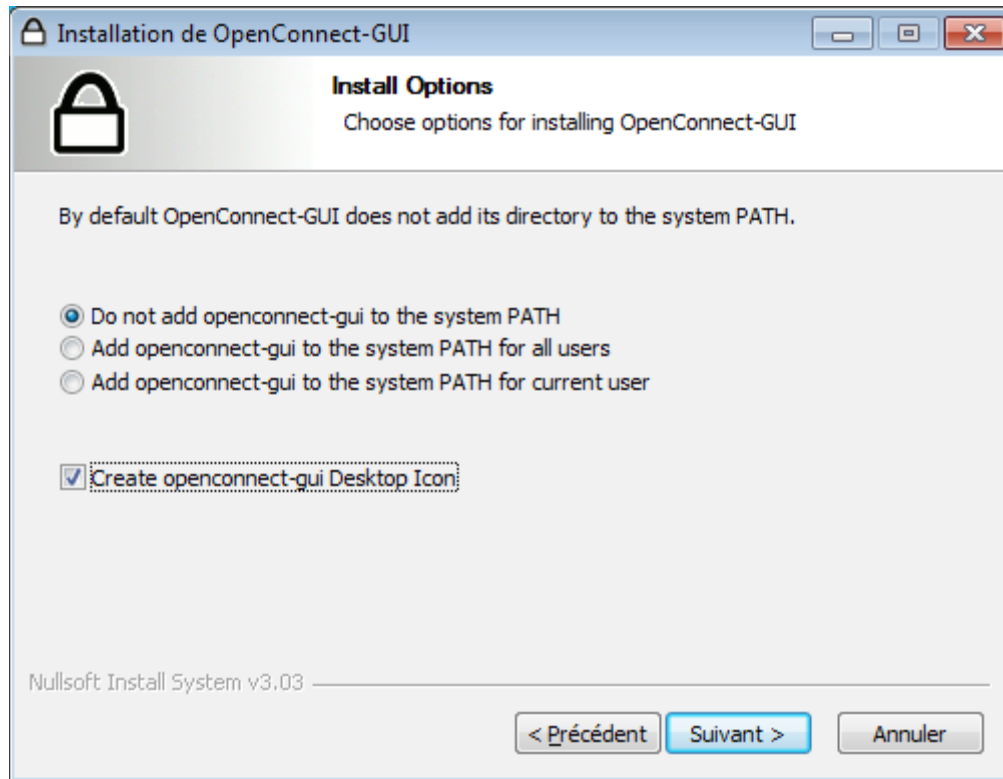 Installation de OpenConnect-GUI
Install Options
Choose options for installing OpenConnect-GUI
By default OpenConnect-GUI does not add its directory to the system PATH.
Do not add openconnect-gui to the system PATH
Add openconnect-gui to the system PATH for all users
Add openconnect-gui to the system PATH for current user
Create openconnect-gui Desktop Icon
Nullsoft Install System v3.03
< Précédent Suivant > Annuler